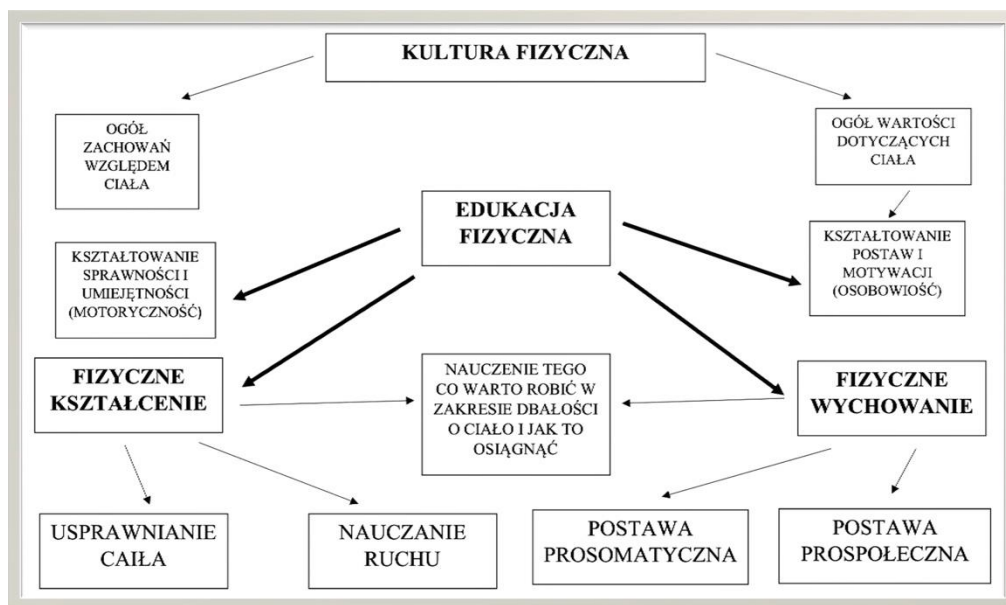 KULTURA FIZYCZNA
OGÓŁ
ZACHOWAŃ
WZGLĘDEM
CIAŁA
OGÓŁ WARTOŚCI
DOTYCZĄCYCH
CIAŁA
EDUKACJA
FIZYCZNA
KSZTAŁTOWANIE
SPRAWNOŚCI I
UMIEJĘTNOŚCI
(MOTORYCZNOŚĆ)
KSZTAŁTOWANIE
POSTAW I
MOTYWACJI
(OSOBOWIOŚĆ)
FIZYCZNE
KSZTAŁCENIE
NAUCZENIE TEGO
CO WARTO ROBIĆ W
ZAKRESIE DBAŁOŚCI
O CIAŁO I JAK TO
OSIĄGNĄĆ
FIZYCZNE
WYCHOWANIE
USPRAWNIANIE
CAIŁA
NAUCZANIE
RUCHU
POSTAWA
PROSOMATYCZNA
POSTAWA
PROSPOŁECZNA